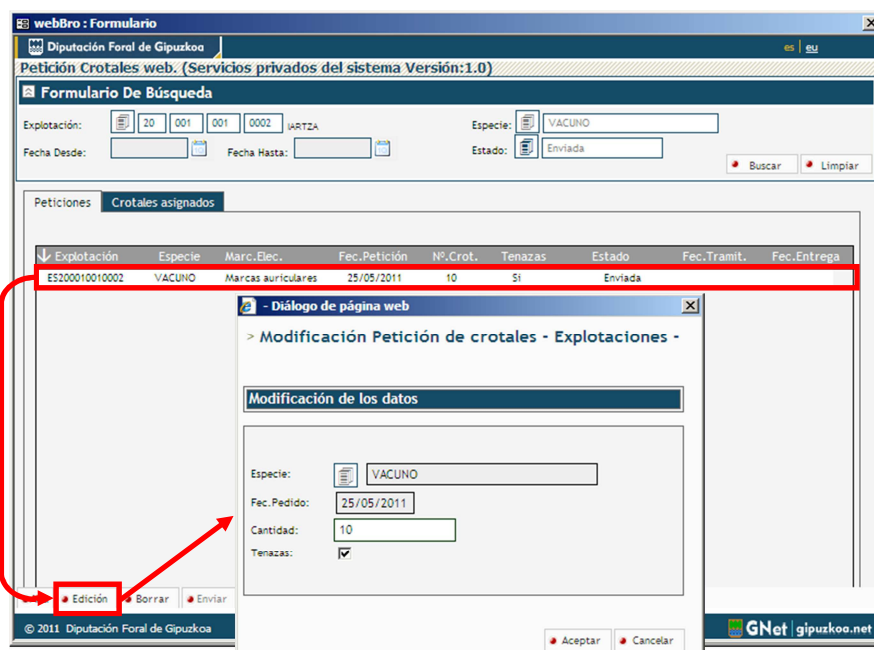 webBro : Formulario
Diputación Foral de Gipuzkoa
es | eu
Petición Crotales web. (Servicios privados del sistema Versión:1.0)
Formulario De Búsqueda
Explotación: 20 001 001 0002 IARTZA Especie: VACUNO
Fecha Desde: Fecha Hasta: Estado: Enviada
Buscar Limpiar
Peticiones Crotales asignados
Explotación Especie Marc.Elec. Fec.Petición Nº.Crot. Tenazas Estado Fec.Tramit. Fec.Entrega
ES200010010002 VACUNO Marcas auriculares 25/05/2011 10 Si Enviada
- Diálogo de página web
> Modificación Petición de crotales - Explotaciones -
Modificación de los datos
Especie: VACUNO
Fec.Pedido: 25/05/2011
Cantidad: 10
Tenazas:
Edición Borrar Enviar
© 2011 Diputación Foral de Gipuzkoa
Aceptar Cancelar
GNet | gipuzkoa.net